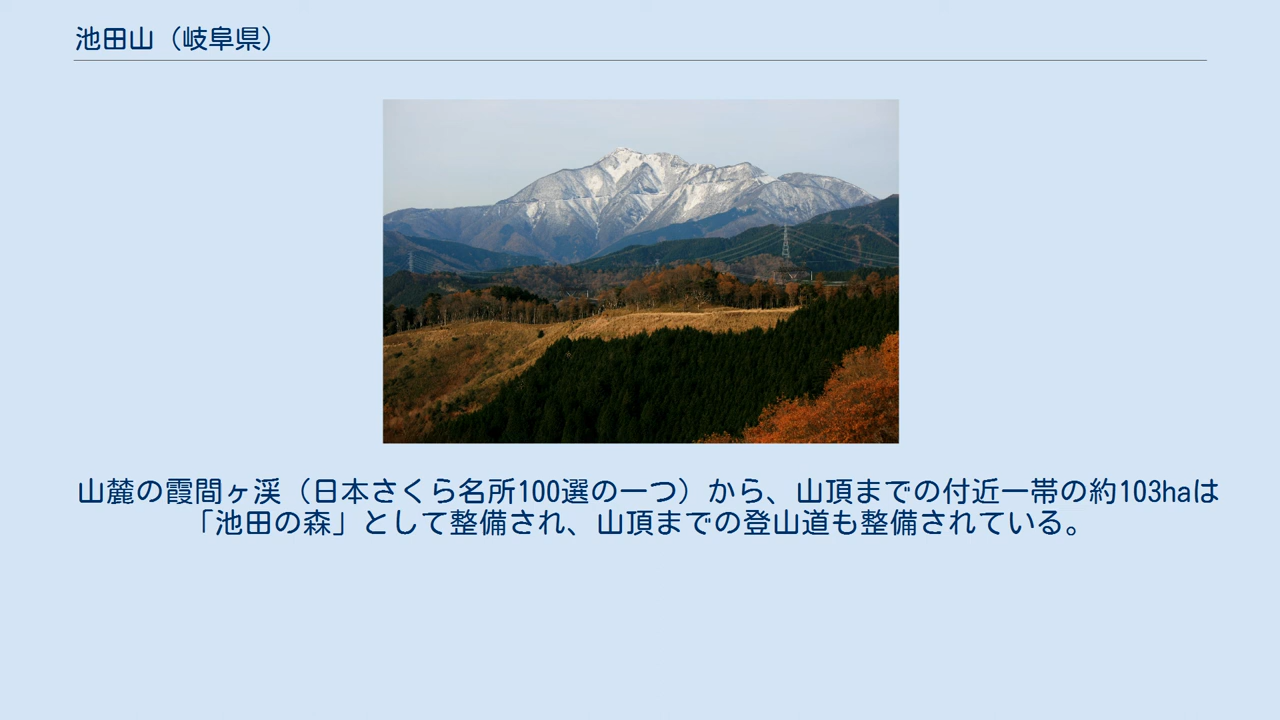 池田山（岐阜県）
山麓の霞間ヶ渓（日本さくら名所100選の一つ）から、山頂までの付近一帯の約103haは
「池田の森」として整備され、山頂までの登山道も整備されている。